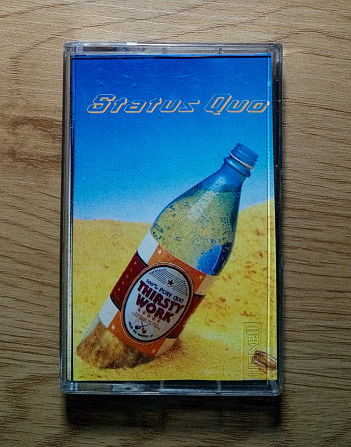 Status Quo
100% PURE QUO
THIRSTY
WORK